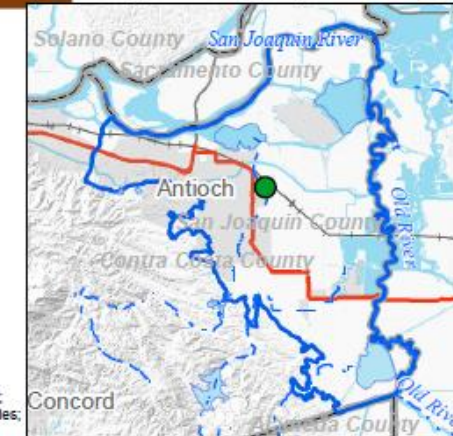 Solano County
San Joaquin River
Sacramento County
Antioch
San Joaquin County
Old River
Contra Costa County
Concord
Old River
Alameda County